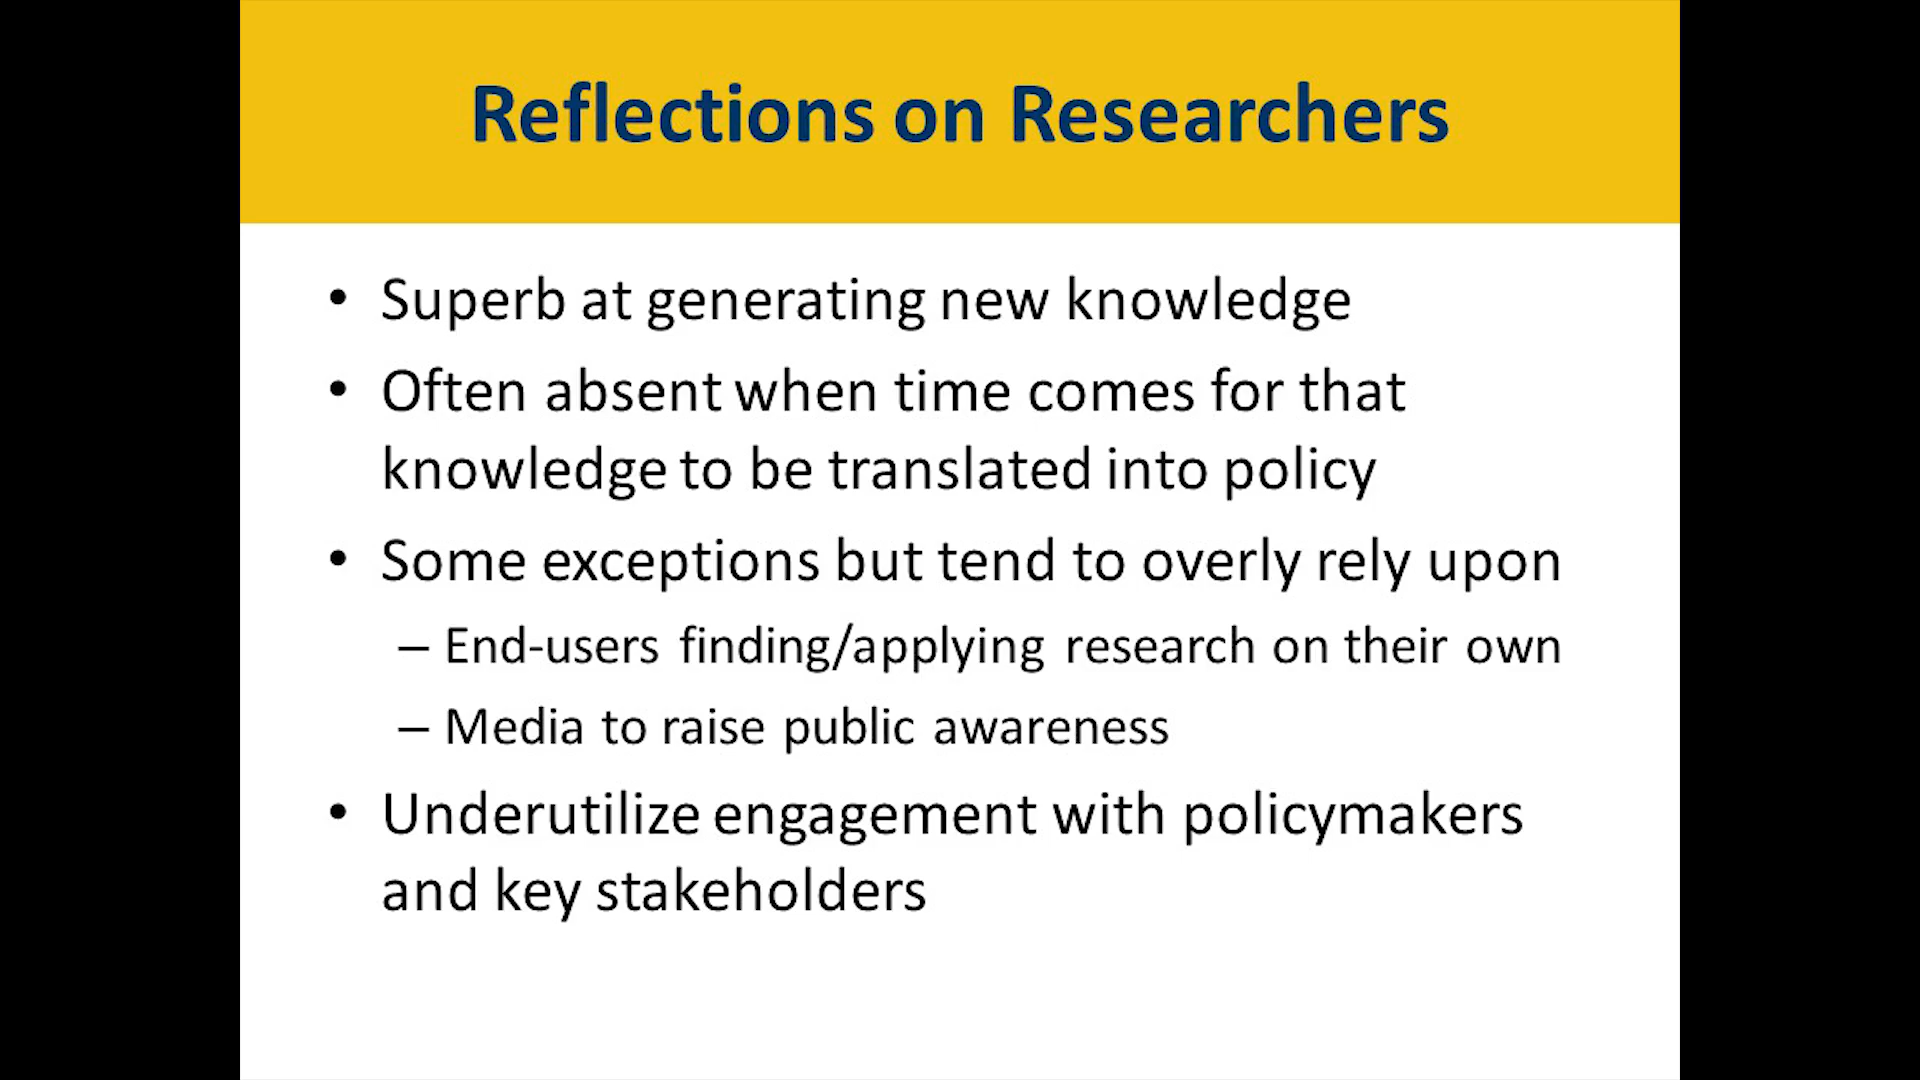 Reflections on Researchers
• Superb at generating new knowledge
• Often absent when time comes for that
knowledge to be translated into policy
• Some exceptions but tend to overly rely upon
– End-users finding/applying research on their own
– Media to raise public awareness
• Underutilize engagement with policymakers
and key stakeholders